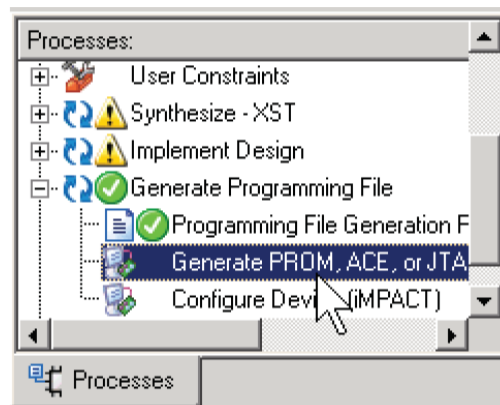 Processes:
User Constraints
Synthesize - XST
Implement Design
Generate Programming File
Programming File Generation F
Generate PROM, ACE, or JTA
Configure Devi (iMPACT)
Processes